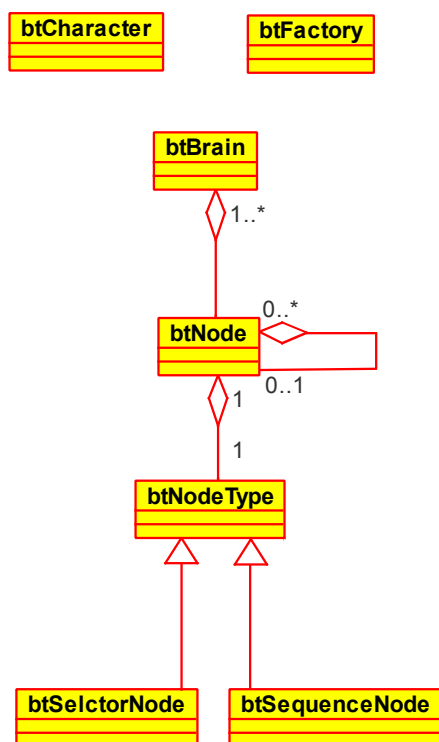 btCharacter
btFactory
btBrain
1..*
0..*
btNode
0..1
1
1
btNodeType
btSelctorNode
btSequenceNode